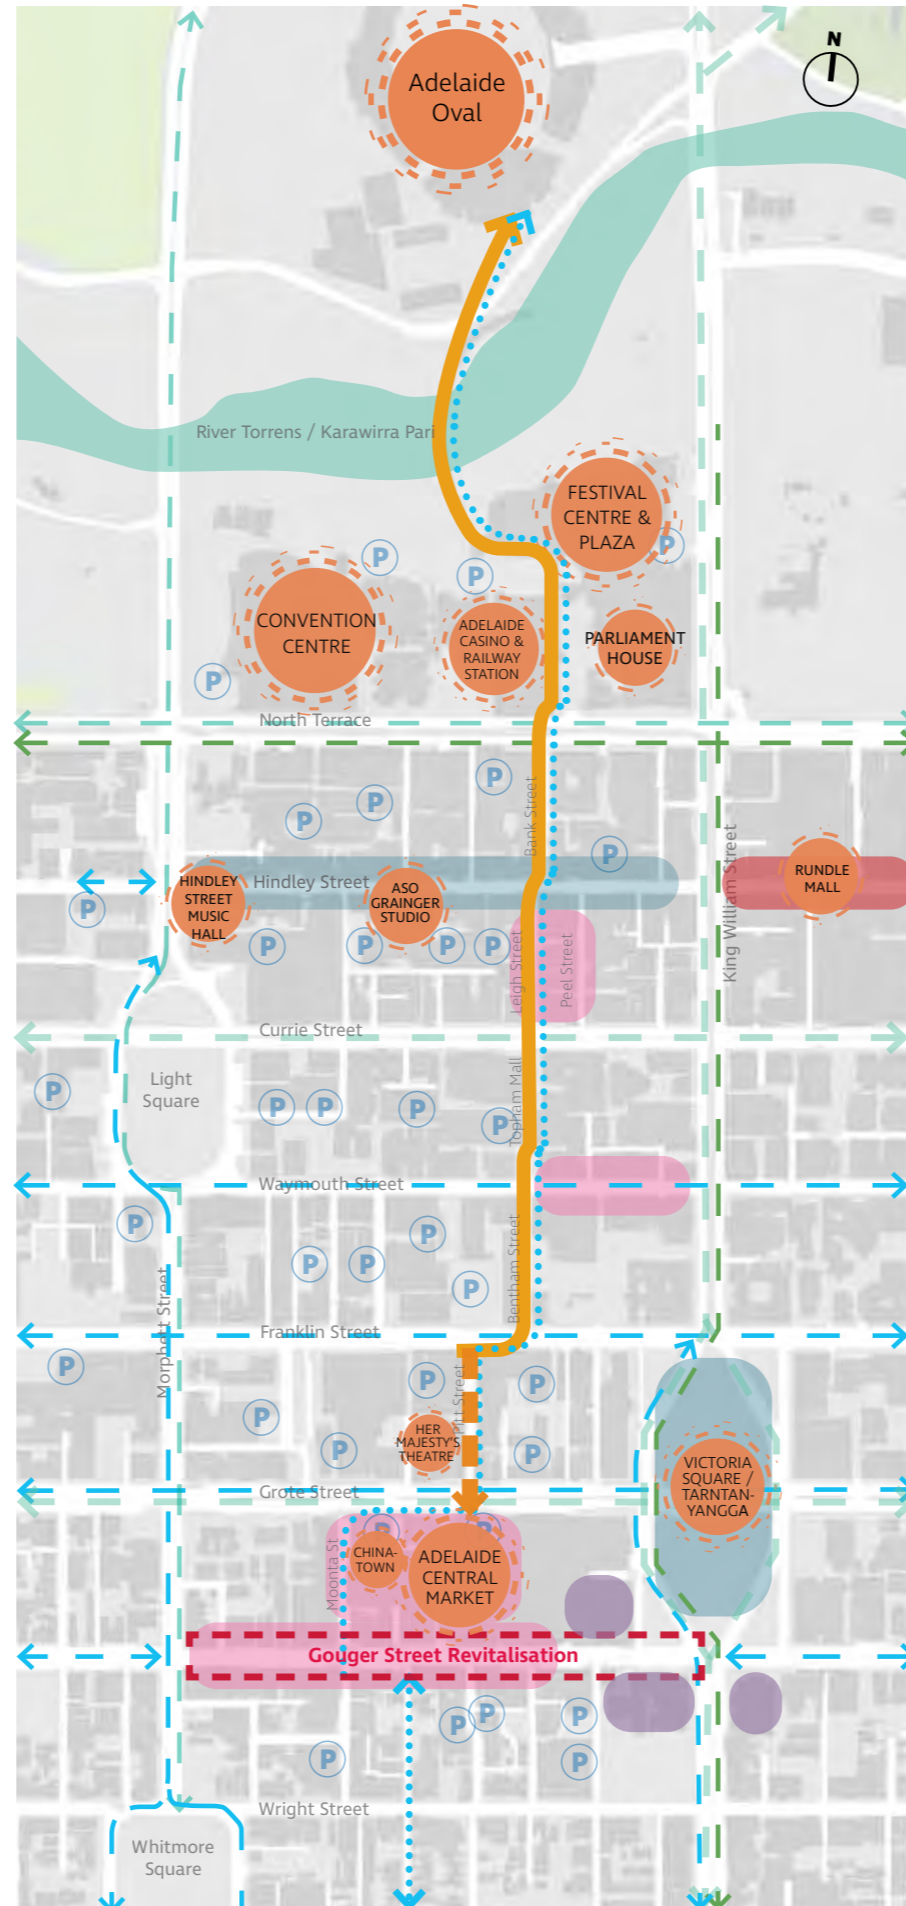 N
Adelaide
Oval
River Torrens / Karawirra Pari
FESTIVAL
CENTRE &
PLAZA
P
P
P
CONVENTION
CENTRE
ADELAIDE
CASINO &
RAILWAY
STATION
PARLIAMENT
HOUSE
P
North Terrace
P
P
P
Bank Street
P
King William Street
RUNDLE
MALL
HINDLEY
STREET
MUSIC
HALL
Hindley Street
ASO
GRAINGER
STUDIO
P
P
P
P
P
Leigh Street
Peel Street
Currie Street
Light
Square
P
P
P
P
P
Topham Mall
Waymouth Street
P
P
P
P
P
Bentham Street
Morphett Street
Franklin Street
P
P
P
Pitt Street
P
P
P
HER
MAJESTY'S
THEATRE
VICTORIA
SQUARE /
TARNTAN-
YANGGA
Grote Street
P
P
Moonta St
CHINA-
TOWN
ADELAIDE
CENTRAL
MARKET
Gouger Street Revitalisation
P
P
P
P
P
Wright Street
Whitmore
Square